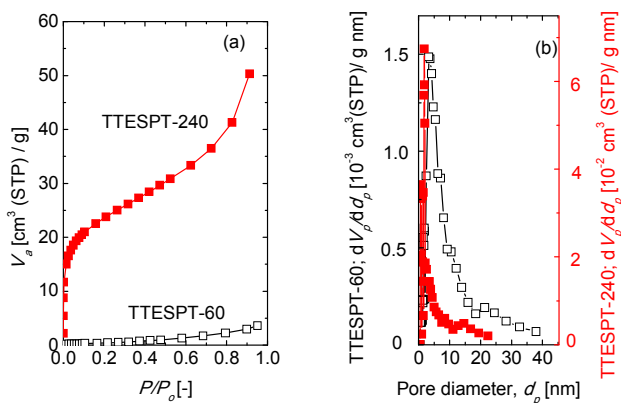 60
50
40
30
20
10
0
0.0 0.2 0.4 0.6 0.8 1.0
V_a [cm³ (STP) / g]
P/P_o [-]
(a)
TTESPT-240
TTESPT-60
1.5
1.0
0.5
0
0 10 20 30 40
TTESPT-60; dV_p/dd_p [10⁻³ cm³(STP)/ g nm]
Pore diameter, d_p [nm]
(b)
6
4
2
0
TTESPT-240; dV_p/dd_p [10⁻² cm³ (STP)/ g nm]